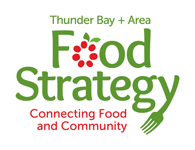 Thunder Bay + Area
Food
Strategy
Connecting Food
and Community